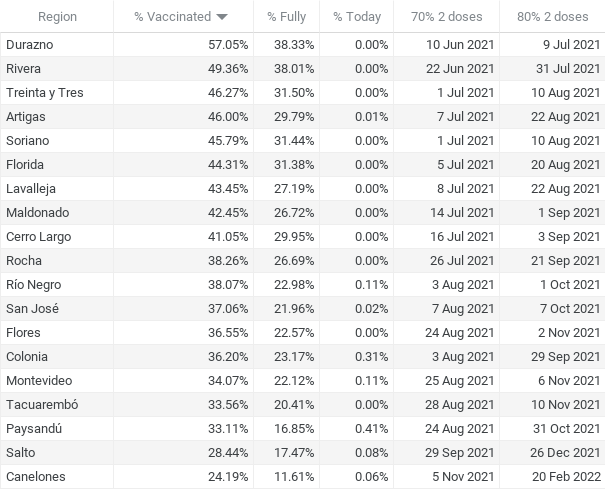 Region % Vaccinated % Fully % Today 70% 2 doses 80% 2 doses
Durazno 57.05% 38.33% 0.00% 10 Jun 2021 9 Jul 2021
Rivera 49.36% 38.01% 0.00% 22 Jun 2021 31 Jul 2021
Treinta y Tres 46.27% 31.50% 0.00% 1 Jul 2021 10 Aug 2021
Artigas 46.00% 29.79% 0.01% 7 Jul 2021 22 Aug 2021
Soriano 45.79% 31.44% 0.00% 1 Jul 2021 10 Aug 2021
Florida 44.31% 31.38% 0.00% 5 Jul 2021 20 Aug 2021
Lavalleja 43.45% 27.19% 0.00% 8 Jul 2021 22 Aug 2021
Maldonado 42.45% 26.72% 0.00% 14 Jul 2021 1 Sep 2021
Cerro Largo 41.05% 29.95% 0.00% 16 Jul 2021 3 Sep 2021
Rocha 38.26% 26.69% 0.00% 26 Jul 2021 21 Sep 2021
Río Negro 38.07% 22.98% 0.11% 3 Aug 2021 1 Oct 2021
San José 37.06% 21.96% 0.02% 7 Aug 2021 7 Oct 2021
Flores 36.55% 22.57% 0.00% 24 Aug 2021 2 Nov 2021
Colonia 36.20% 23.17% 0.31% 3 Aug 2021 29 Sep 2021
Montevideo 34.07% 22.12% 0.11% 25 Aug 2021 6 Nov 2021
Tacuarembó 33.56% 20.41% 0.00% 28 Aug 2021 10 Nov 2021
Paysandú 33.11% 16.85% 0.41% 24 Aug 2021 31 Oct 2021
Salto 28.44% 17.47% 0.08% 29 Sep 2021 26 Dec 2021
Canelones 24.19% 11.61% 0.06% 5 Nov 2021 20 Feb 2022